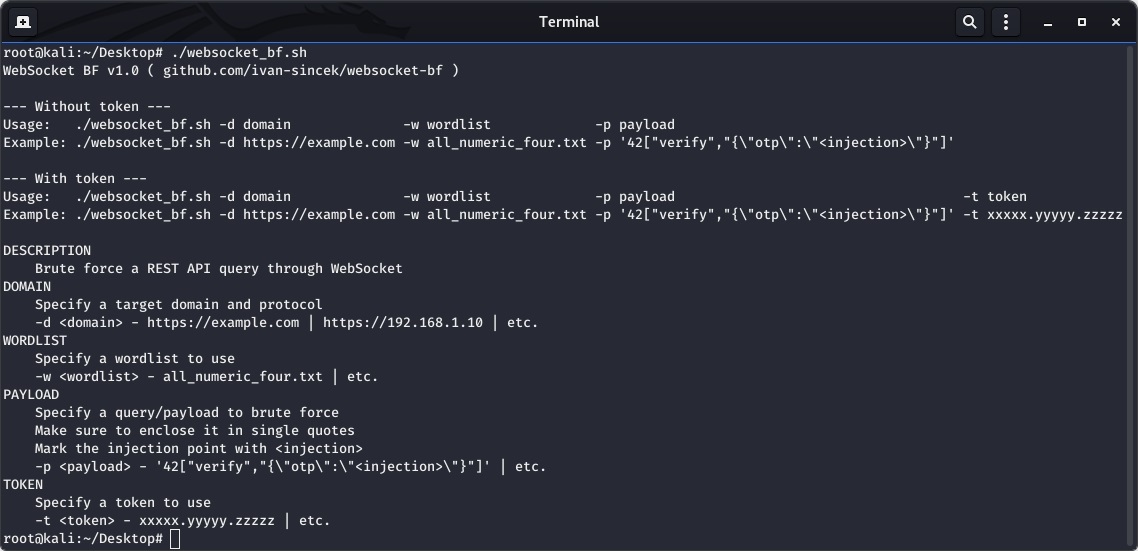 Terminal
root@kali:~/Desktop# ./websocket_bf.sh
WebSocket BF v1.0 ( github.com/ivan-sincek/websocket-bf )
--- Without token ---
Usage:   ./websocket_bf.sh -d domain              -w wordlist             -p payload
Example: ./websocket_bf.sh -d https://example.com -w all_numeric_four.txt -p '42["verify","{\"otp\":\"<injection>\"}"]'
--- With token ---
Usage:   ./websocket_bf.sh -d domain              -w wordlist             -p payload                                    -t token
Example: ./websocket_bf.sh -d https://example.com -w all_numeric_four.txt -p '42["verify","{\"otp\":\"<injection>\"}"]' -t xxxxx.yyyyy.zzzzz
DESCRIPTION
    Brute force a REST API query through WebSocket
DOMAIN
    Specify a target domain and protocol
    -d <domain> - https://example.com | https://192.168.1.10 | etc.
WORDLIST
    Specify a wordlist to use
    -w <wordlist> - all_numeric_four.txt | etc.
PAYLOAD
    Specify a query/payload to brute force
    Make sure to enclose it in single quotes
    Mark the injection point with <injection>
    -p <payload> - '42["verify","{\"otp\":\"<injection>\"}"]' | etc.
TOKEN
    Specify a token to use
    -t <token> - xxxxx.yyyyy.zzzzz | etc.
root@kali:~/Desktop#